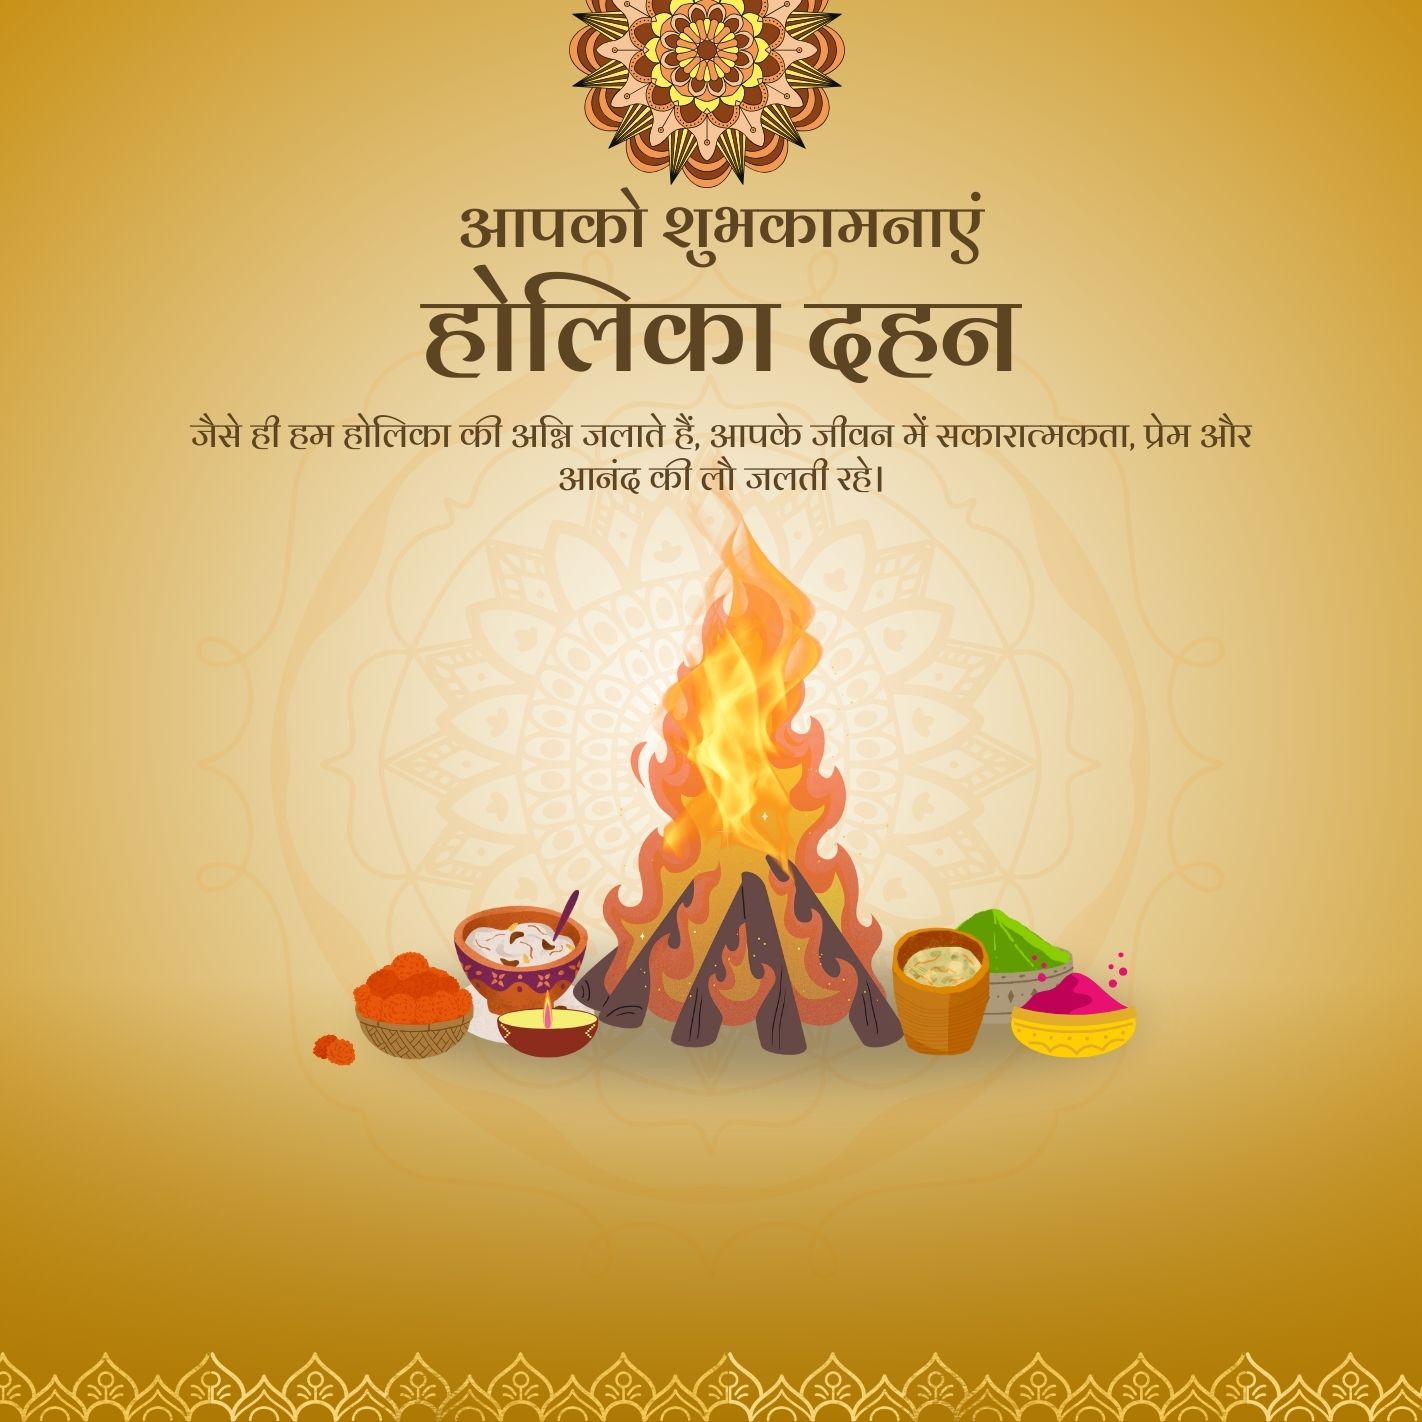 आपको शुभकामनाएं
होलिका दहन
जैसे ही हम होलिका की अग्नि जलाते हैं, आपके जीवन में सकारात्मकता, प्रेम और
आनंद की लौ जलती रहे।